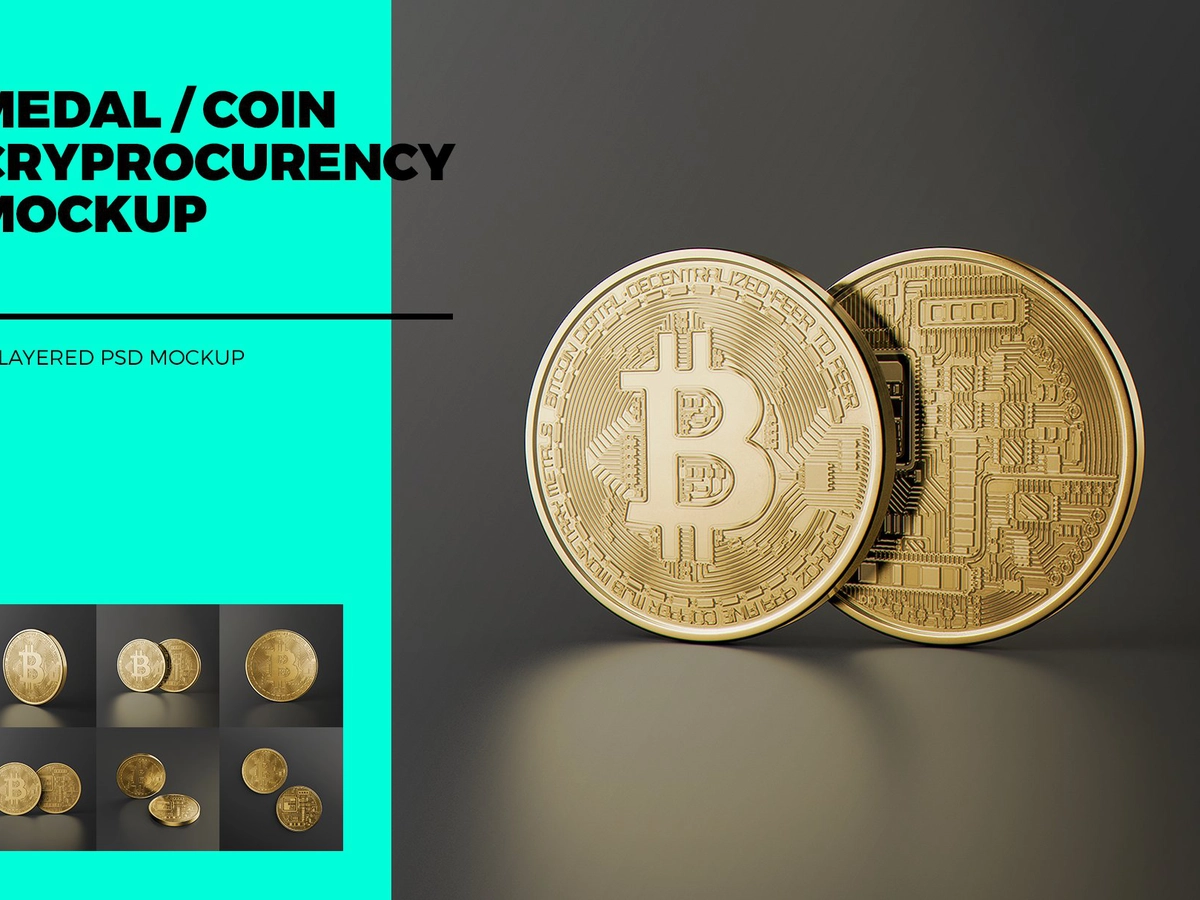 MEDAL / COIN
CRYPROCURENCY
MOCKUP
LAYERED PSD MOCKUP
BITCOIN DIGITAL · DECENTRALIZED · PEER TO PEER